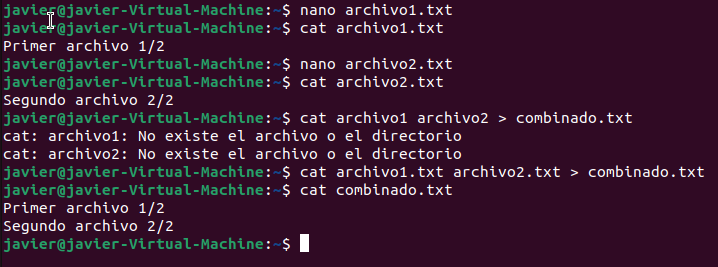 javier@javier-Virtual-Machine:~$ nano archivo1.txt
javier@javier-Virtual-Machine:~$ cat archivo1.txt
Primer archivo 1/2
javier@javier-Virtual-Machine:~$ nano archivo2.txt
javier@javier-Virtual-Machine:~$ cat archivo2.txt
Segundo archivo 2/2
javier@javier-Virtual-Machine:~$ cat archivo1 archivo2 > combinado.txt
cat: archivo1: No existe el archivo o el directorio
cat: archivo2: No existe el archivo o el directorio
javier@javier-Virtual-Machine:~$ cat archivo1.txt archivo2.txt > combinado.txt
javier@javier-Virtual-Machine:~$ cat combinado.txt
Primer archivo 1/2
Segundo archivo 2/2
javier@javier-Virtual-Machine:~$